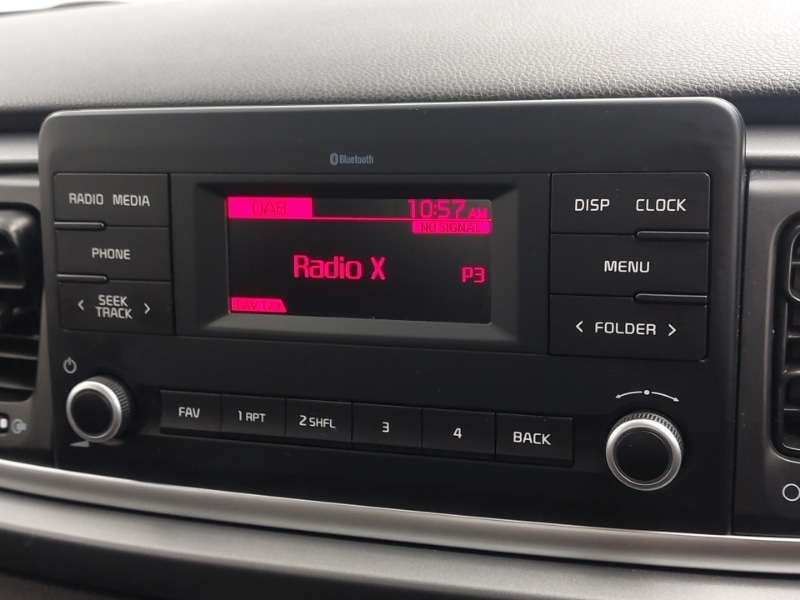 Bluetooth
RADIO MEDIA
PHONE
< SEEK TRACK >
DAB 10:57 AM
NO SIGNAL
Radio X P3
FAV 1/3
DISP CLOCK
MENU
< FOLDER >
FAV
1 RPT
2 SHFL
3
4
BACK